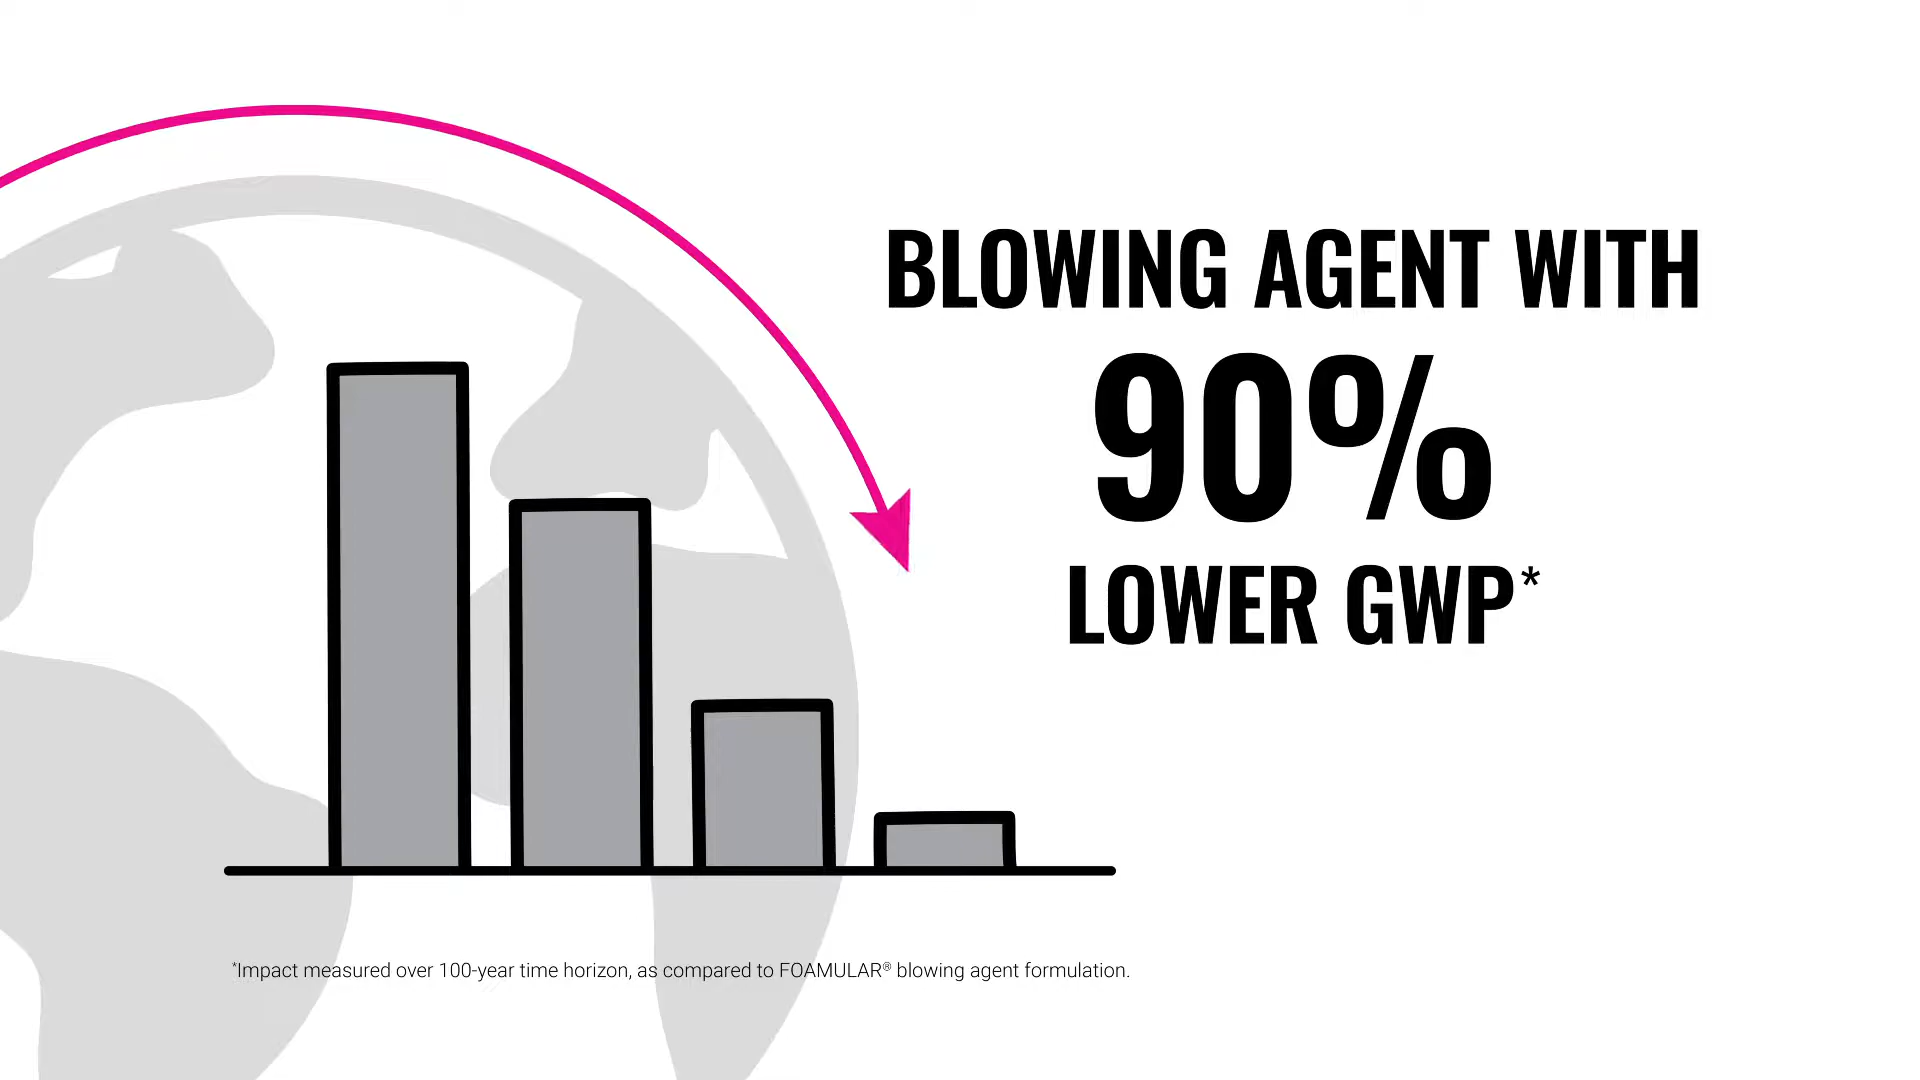 BLOWING AGENT WITH
90%
LOWER GWP*
*Impact measured over 100-year time horizon, as compared to FOAMULAR® blowing agent formulation.